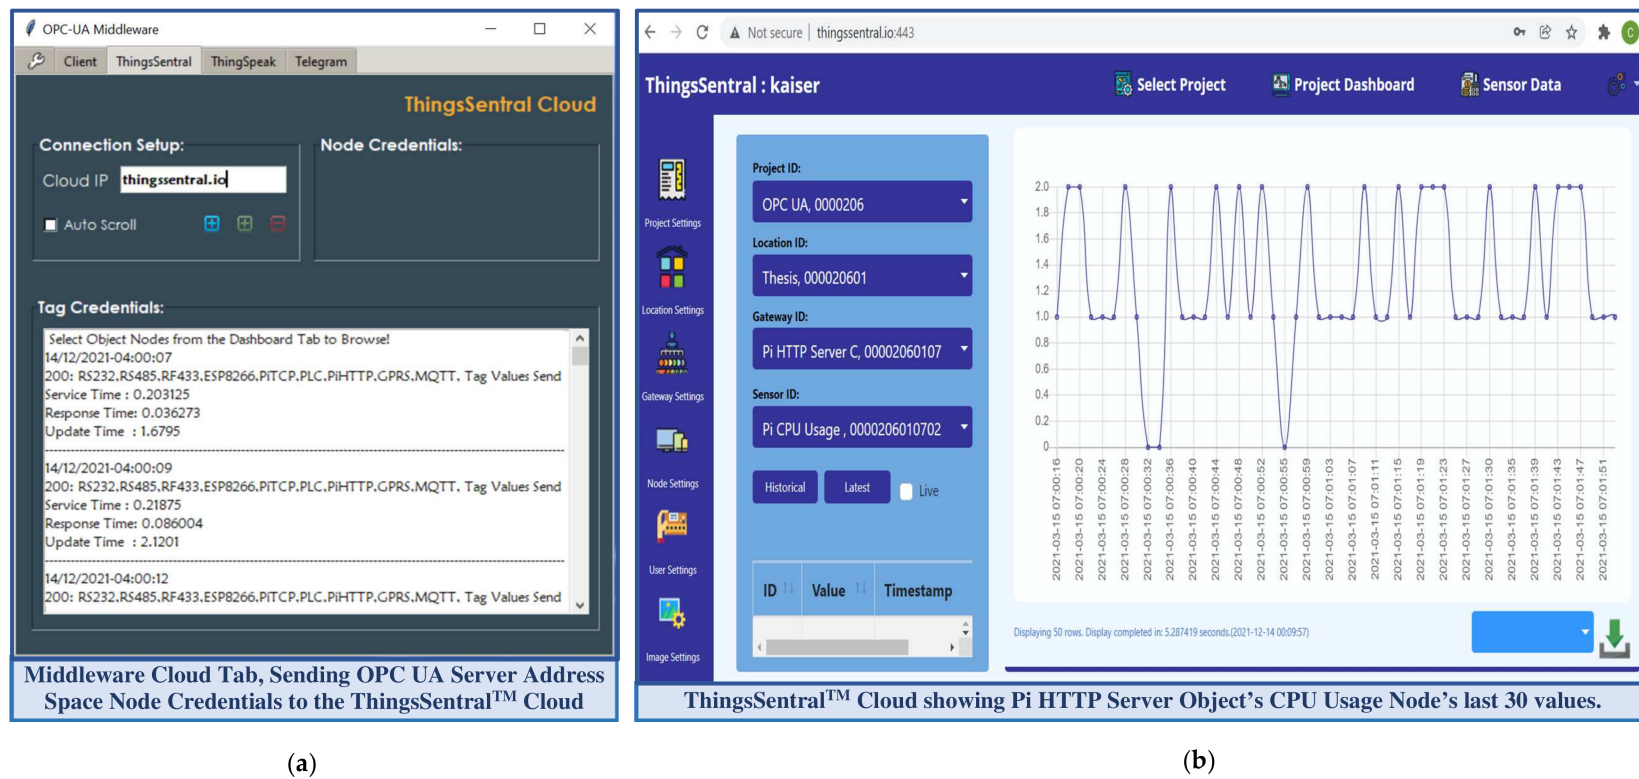 OPC-UA Middleware
Client ThingsSentral ThingSpeak Telegram
ThingsSentral Cloud
Connection Setup:
Cloud IP thingssentral.io
Auto Scroll
Node Credentials:
Tag Credentials:
Select Object Nodes from the Dashboard Tab to Browse!
14/12/2021-04:00:07
200: RS232,RS485,RF433,ESP8266,PiTCP,PLC,PiHTTP,GPRS,MQTT, Tag Values Send
Service Time : 0.203125
Response Time: 0.036273
Update Time : 1.6795
14/12/2021-04:00:09
200: RS232,RS485,RF433,ESP8266,PiTCP,PLC,PiHTTP,GPRS,MQTT, Tag Values Send
Service Time : 0.21875
Response Time: 0.086004
Update Time : 2.1201
14/12/2021-04:00:12
200: RS232,RS485,RF433,ESP8266,PiTCP,PLC,PiHTTP,GPRS,MQTT, Tag Values Send
Middleware Cloud Tab, Sending OPC UA Server Address
Space Node Credentials to the ThingsSentral™ Cloud
(a)
Not secure | thingssentral.io:443
C
ThingsSentral : kaiser
Select Project Project Dashboard Sensor Data
Project Settings
Location Settings
Gateway Settings
Node Settings
User Settings
Image Settings
Project ID:
OPC UA, 0000206
Location ID:
Thesis, 000020601
Gateway ID:
Pi HTTP Server C, 00002060107
Sensor ID:
Pi CPU Usage , 0000206010702
Historical Latest Live
ID Value Timestamp
2.0
1.8
1.6
1.4
1.2
1.0
0.8
0.6
0.4
0.2
0
2021-03-15 07:00:16
2021-03-15 07:00:20
2021-03-15 07:00:24
2021-03-15 07:00:28
2021-03-15 07:00:32
2021-03-15 07:00:36
2021-03-15 07:00:40
2021-03-15 07:00:44
2021-03-15 07:00:48
2021-03-15 07:00:52
2021-03-15 07:00:55
2021-03-15 07:00:59
2021-03-15 07:01:03
2021-03-15 07:01:07
2021-03-15 07:01:11
2021-03-15 07:01:15
2021-03-15 07:01:19
2021-03-15 07:01:23
2021-03-15 07:01:27
2021-03-15 07:01:30
2021-03-15 07:01:35
2021-03-15 07:01:39
2021-03-15 07:01:43
2021-03-15 07:01:47
2021-03-15 07:01:51
Displaying 50 rows. Display completed in: 5.287419 seconds.(2021-12-14 00:09:57)
ThingsSentral™ Cloud showing Pi HTTP Server Object's CPU Usage Node's last 30 values.
(b)